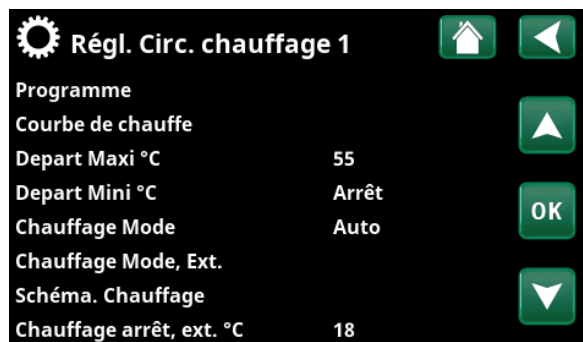 Régl. Circ. chauffage 1
Programme
Courbe de chauffe
Depart Maxi °C 55
Depart Mini °C Arrêt
OK
Chauffage Mode Auto
Chauffage Mode, Ext.
Schéma. Chauffage
Chauffage arrêt, ext. °C 18